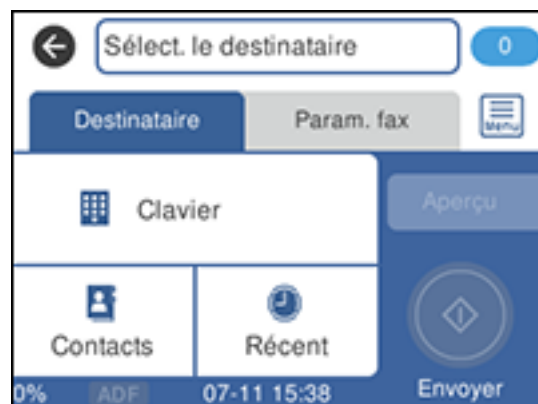 Sélect. le destinataire
0
Destinataire
Param. fax
Menu
Clavier
Aperçu
Contacts
Récent
0%
ADF
07-11 15:38
Envoyer